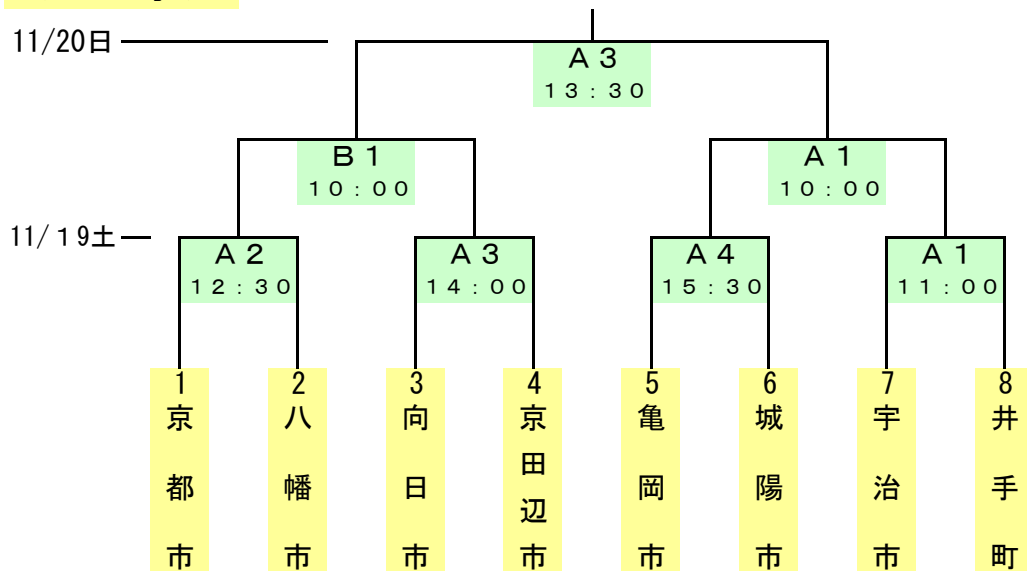 11/20日
Ａ３
１３：３０
Ｂ１
１０：００
Ａ１
１０：００
11/１9土
Ａ２
１２：３０
Ａ３
１４：００
Ａ４
１５：３０
Ａ１
１１：００
1
京都市
2
八幡市
3
向日市
4
京田辺市
5
亀岡市
6
城陽市
7
宇治市
8
井手町